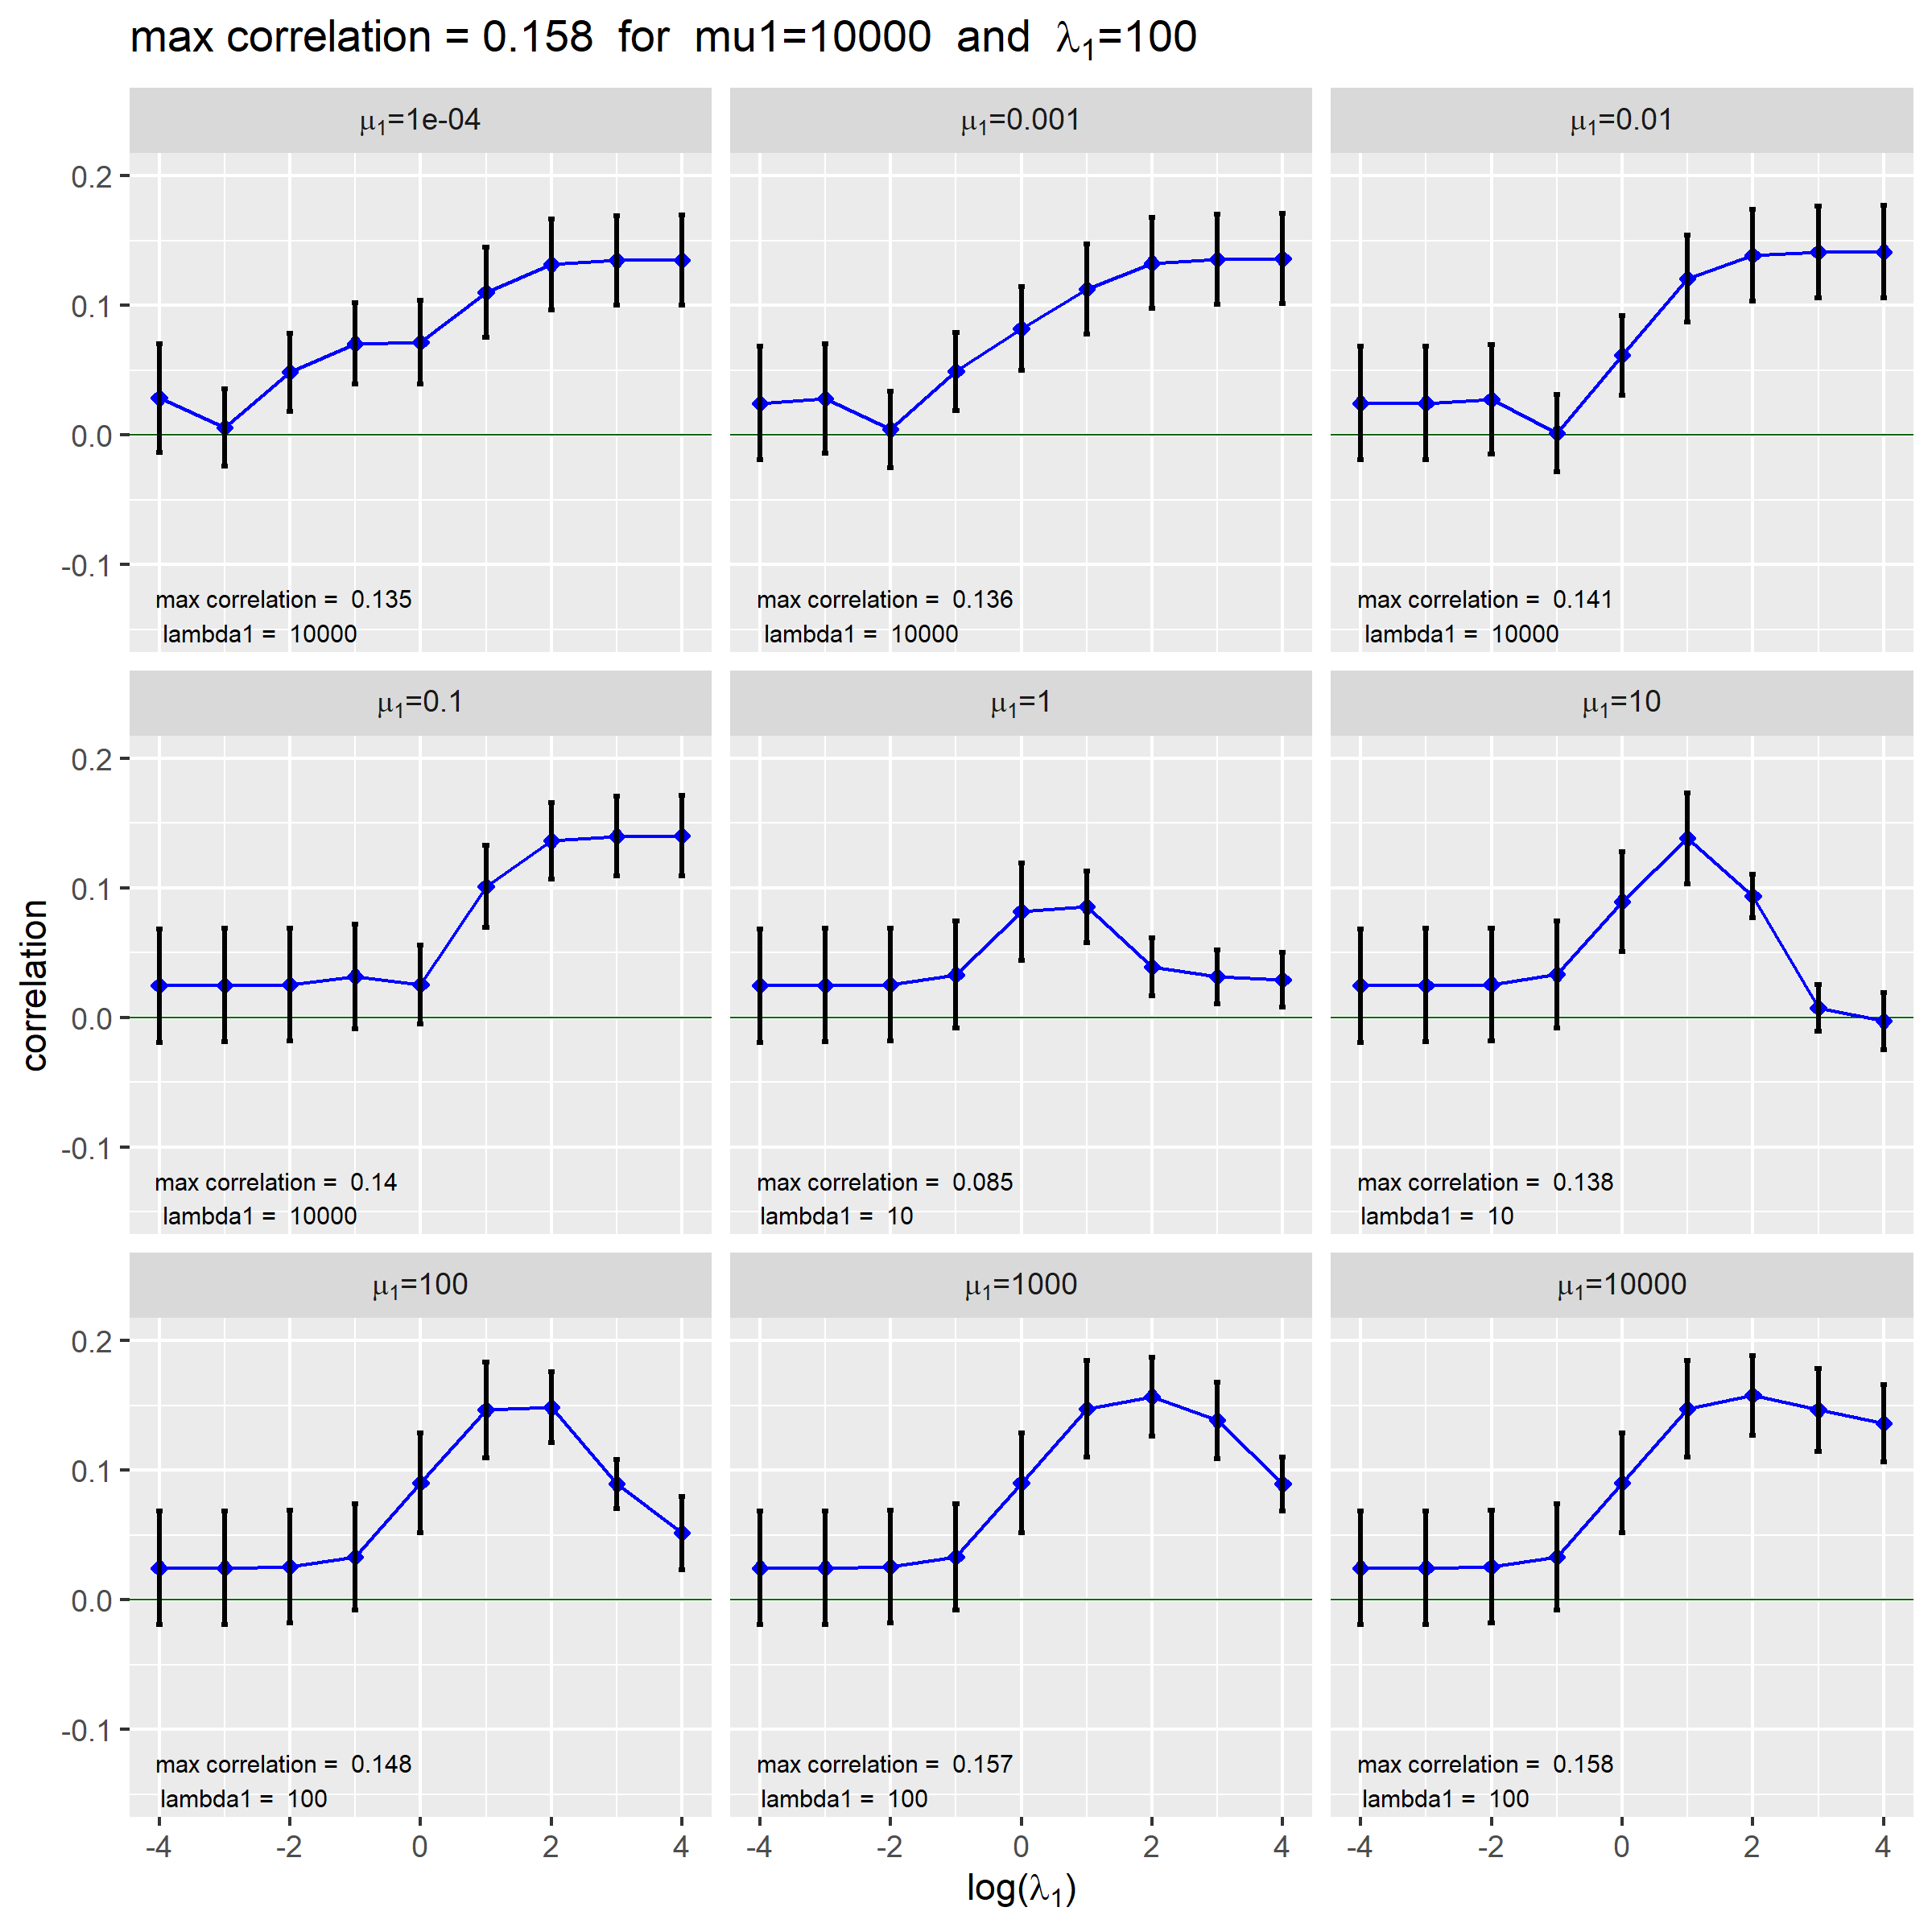 max correlation = 0.158  for  mu1=10000  and  λ1=100
μ1=1e-04
μ1=0.001
μ1=0.01
0.2
0.1
0.0
-0.1
max correlation =  0.135
lambda1 =  10000
max correlation =  0.136
lambda1 =  10000
max correlation =  0.141
lambda1 =  10000
μ1=0.1
μ1=1
μ1=10
0.2
0.1
0.0
-0.1
max correlation =  0.14
lambda1 =  10000
max correlation =  0.085
lambda1 =  10
max correlation =  0.138
lambda1 =  10
correlation
μ1=100
μ1=1000
μ1=10000
0.2
0.1
0.0
-0.1
max correlation =  0.148
lambda1 =  100
max correlation =  0.157
lambda1 =  100
max correlation =  0.158
lambda1 =  100
-4 -2 0 2 4
-4 -2 0 2 4
-4 -2 0 2 4
log(λ1)